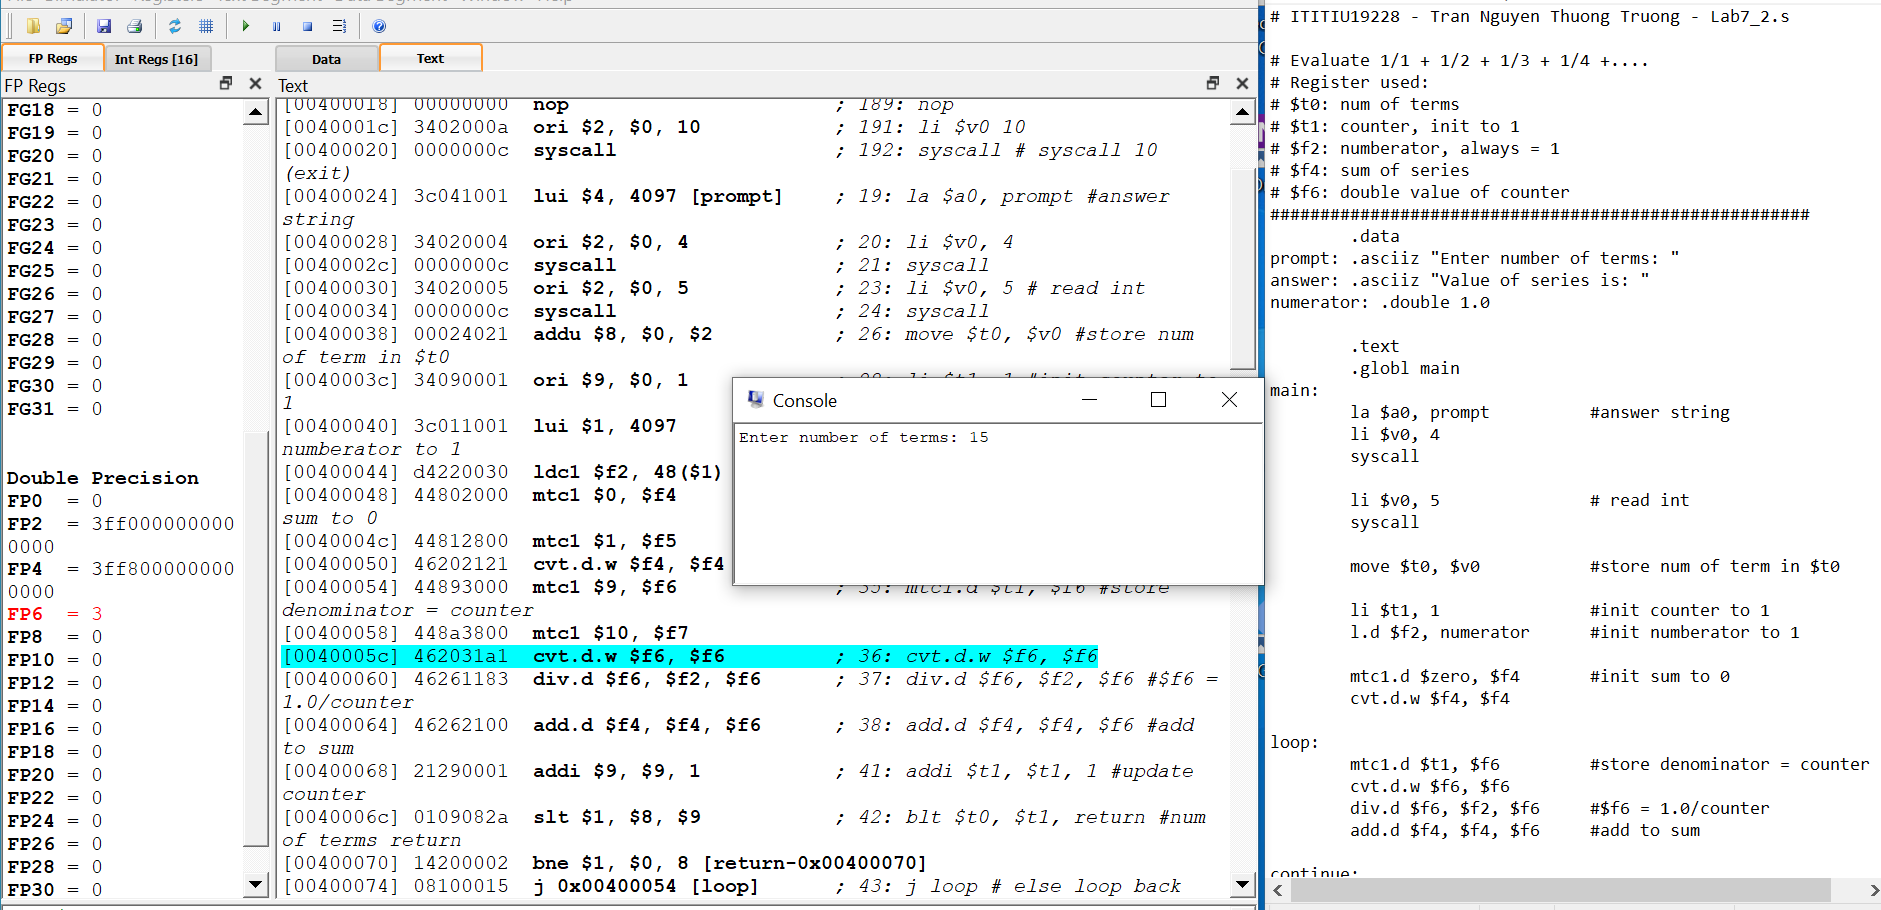 FP Regs
Int Regs [16]
Data
Text
FP Regs
FG18 = 0
FG19 = 0
FG20 = 0
FG21 = 0
FG22 = 0
FG23 = 0
FG24 = 0
FG25 = 0
FG26 = 0
FG27 = 0
FG28 = 0
FG29 = 0
FG30 = 0
FG31 = 0
Double Precision
FP0 = 0
FP2 = 3ff000000000
0000
FP4 = 3ff800000000
0000
FP6 = 3
FP8 = 0
FP10 = 0
FP12 = 0
FP14 = 0
FP16 = 0
FP18 = 0
FP20 = 0
FP22 = 0
FP24 = 0
FP26 = 0
FP28 = 0
FP30 = 0
Text
[00400018] 00000000 nop ; 189: nop
[0040001c] 3402000a ori $2, $0, 10 ; 191: li $v0 10
[00400020] 0000000c syscall ; 192: syscall # syscall 10
(exit)
[00400024] 3c041001 lui $4, 4097 [prompt] ; 19: la $a0, prompt #answer
string
[00400028] 34020004 ori $2, $0, 4 ; 20: li $v0, 4
[0040002c] 0000000c syscall ; 21: syscall
[00400030] 34020005 ori $2, $0, 5 ; 23: li $v0, 5 # read int
[00400034] 0000000c syscall ; 24: syscall
[00400038] 00024021 addu $8, $0, $2 ; 26: move $t0, $v0 #store num
of term in $t0
[0040003c] 34090001 ori $9, $0, 1
1
[00400040] 3c011001 lui $1, 4097
numberator to 1
[00400044] d4220030 ldc1 $f2, 48($1)
[00400048] 44802000 mtc1 $0, $f4
sum to 0
[0040004c] 44812800 mtc1 $1, $f5
[00400050] 46202121 cvt.d.w $f4, $f4
[00400054] 44893000 mtc1 $9, $f6 ; 35: mtc1.d $t1, $f6 #store
denominator = counter
[00400058] 448a3800 mtc1 $10, $f7
[0040005c] 462031a1 cvt.d.w $f6, $f6 ; 36: cvt.d.w $f6, $f6
[00400060] 46261183 div.d $f6, $f2, $f6 ; 37: div.d $f6, $f2, $f6 #$f6 =
1.0/counter
[00400064] 46262100 add.d $f4, $f4, $f6 ; 38: add.d $f4, $f4, $f6 #add
to sum
[00400068] 21290001 addi $9, $9, 1 ; 41: addi $t1, $t1, 1 #update
counter
[0040006c] 0109082a slt $1, $8, $9 ; 42: blt $t0, $t1, return #num
of terms return
[00400070] 14200002 bne $1, $0, 8 [return-0x00400070]
[00400074] 08100015 j 0x00400054 [loop] ; 43: j loop # else loop back
Console
Enter number of terms: 15
# ITITIU19228 - Tran Nguyen Thuong Truong - Lab7_2.s
# Evaluate 1/1 + 1/2 + 1/3 + 1/4 +....
# Register used:
# $t0: num of terms
# $t1: counter, init to 1
# $f2: numberator, always = 1
# $f4: sum of series
# $f6: double value of counter
######################################################
.data
prompt: .asciiz "Enter number of terms: "
answer: .asciiz "Value of series is: "
numerator: .double 1.0
.text
.globl main
main:
la $a0, prompt #answer string
li $v0, 4
syscall
li $v0, 5 # read int
syscall
move $t0, $v0 #store num of term in $t0
li $t1, 1 #init counter to 1
l.d $f2, numerator #init numberator to 1
mtc1.d $zero, $f4 #init sum to 0
cvt.d.w $f4, $f4
loop:
mtc1.d $t1, $f6 #store denominator = counter
cvt.d.w $f6, $f6
div.d $f6, $f2, $f6 #$f6 = 1.0/counter
add.d $f4, $f4, $f6 #add to sum
continue: